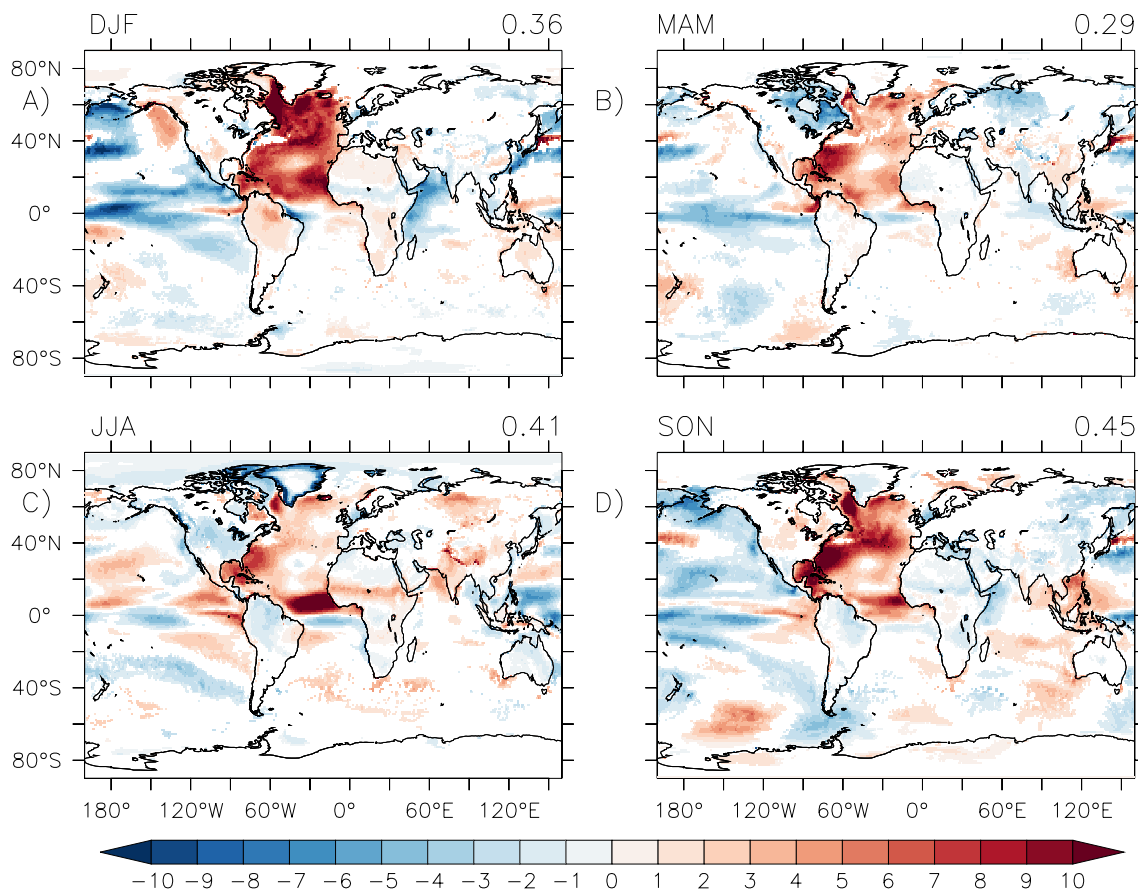 DJF 0.36 MAM 0.29
80°N
A) B)
40°N
0°
40°S
80°S
JJA 0.41 SON 0.45
80°N
C) D)
40°N
0°
40°S
80°S
180° 120°W 60°W 0° 60°E 120°E 180° 120°W 60°W 0° 60°E 120°E
−10 −9 −8 −7 −6 −5 −4 −3 −2 −1 0 1 2 3 4 5 6 7 8 9 10